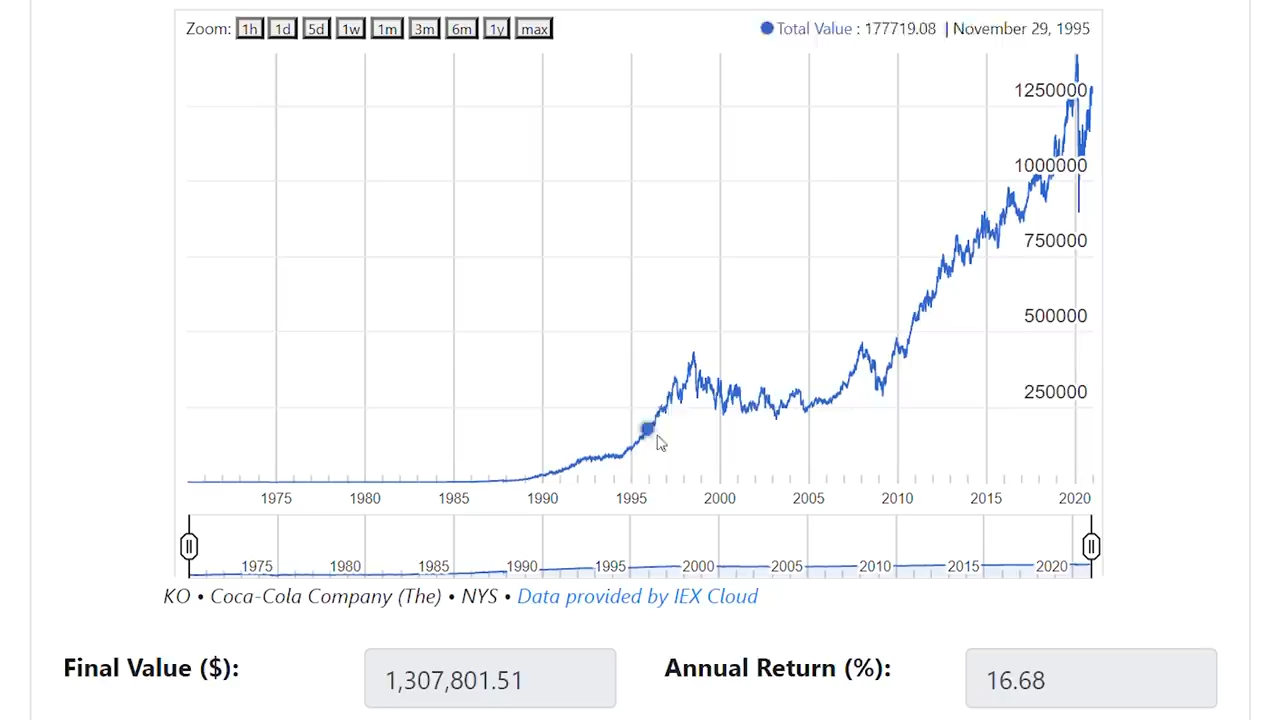 Zoom: 1h 1d 5d 1w 1m 3m 6m 1y max Total Value : 177719.08 | November 29, 1995
1250000
1000000
750000
500000
250000
1975 1980 1985 1990 1995 2000 2005 2010 2015 2020
1975 1980 1985 1990 1995 2000 2005 2010 2015 2020
KO • Coca-Cola Company (The) • NYS • Data provided by IEX Cloud
Final Value ($): 1,307,801.51 Annual Return (%): 16.68